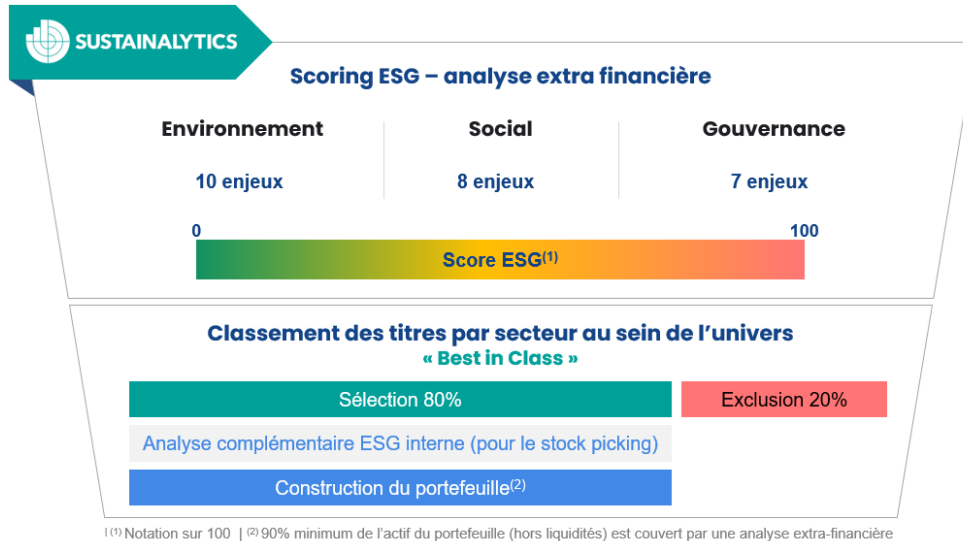 SUSTAINALYTICS
Scoring ESG – analyse extra financière
Environnement Social Gouvernance
10 enjeux 8 enjeux 7 enjeux
0 100
Score ESG(1)
Classement des titres par secteur au sein de l’univers
« Best in Class »
Sélection 80% Exclusion 20%
Analyse complémentaire ESG interne (pour le stock picking)
Construction du portefeuille(2)
| (1) Notation sur 100 | (2) 90% minimum de l’actif du portefeuille (hors liquidités) est couvert par une analyse extra-financière